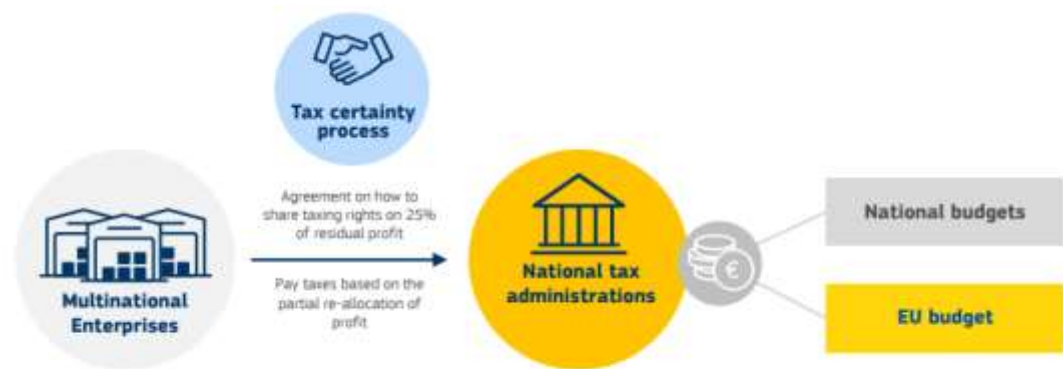 Tax certainty
process
Agreement on how to
share taxing rights on 25%
of residual profit
Pay taxes based on the
partial re-allocation of
profit
Multinational
Enterprises
National tax
administrations
€
National budgets
EU budget